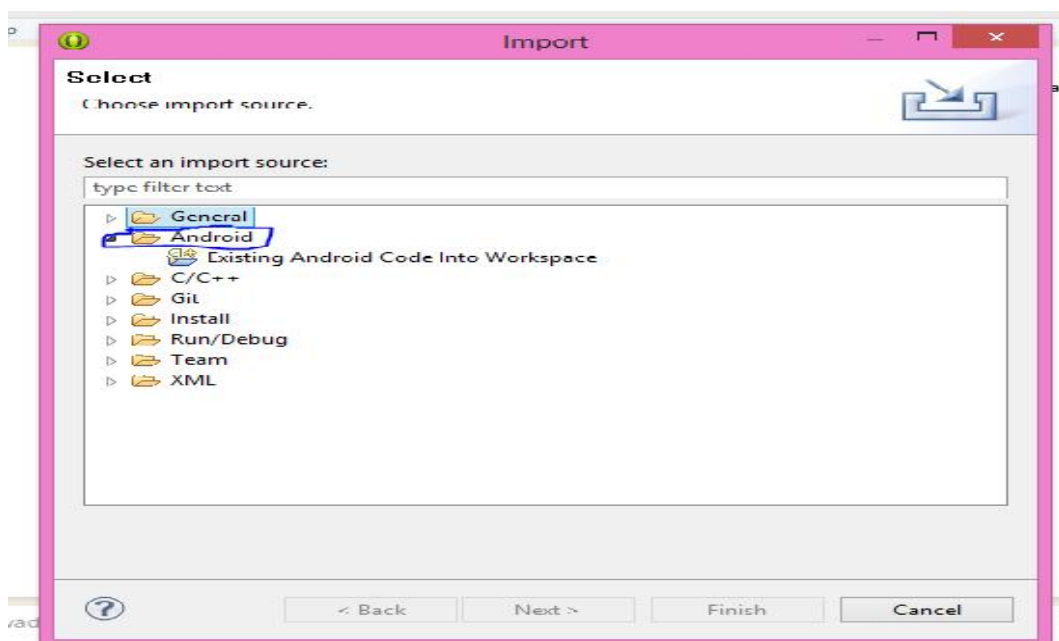 Import
Select
Choose import source.
Select an import source:
type filter text
General
Android
Existing Android Code Into Workspace
C/C++
Git
Install
Run/Debug
Team
XML
< Back
Next >
Finish
Cancel